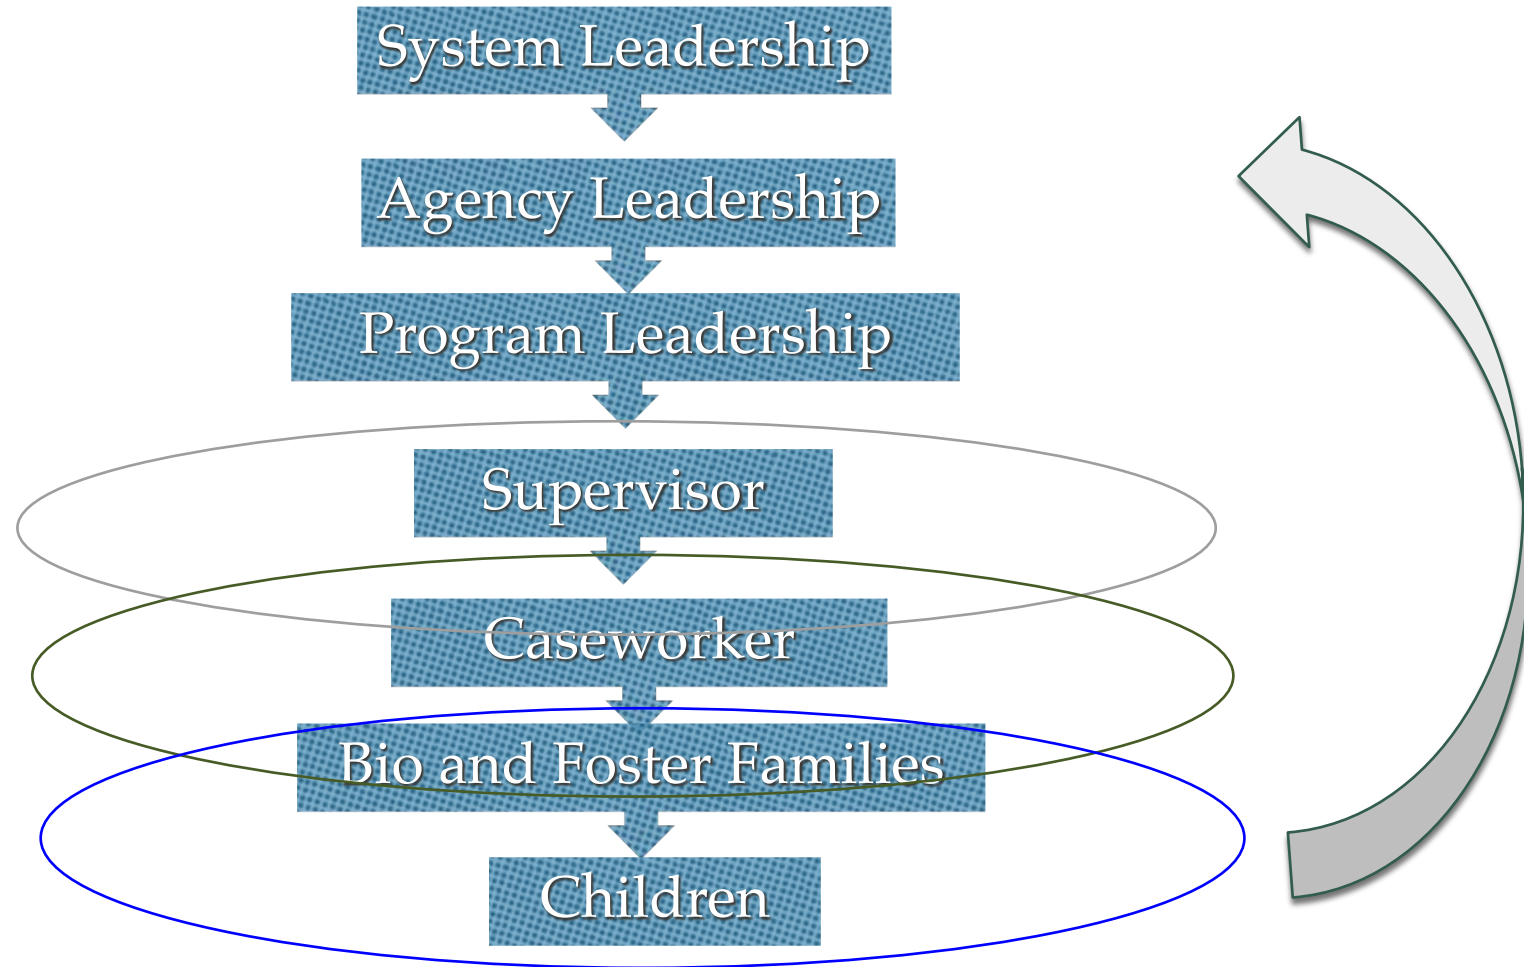 System Leadership
Agency Leadership
Program Leadership
Supervisor
Caseworker
Bio and Foster Families
Children